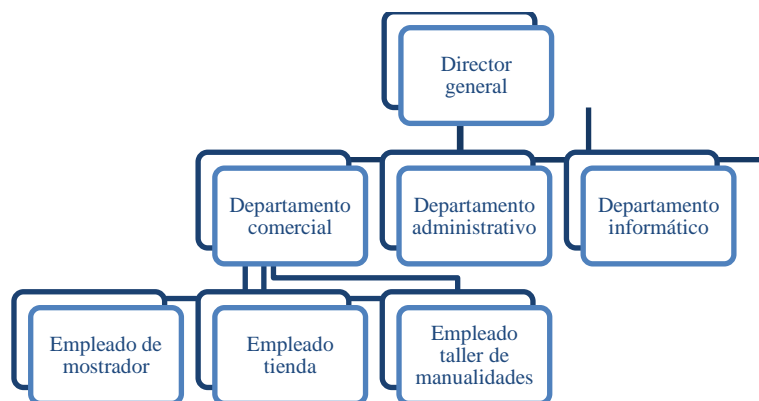 Director
general
Departamento
comercial
Departamento
administrativo
Departamento
informático
Empleado de
mostrador
Empleado
tienda
Empleado
taller de
manualidades